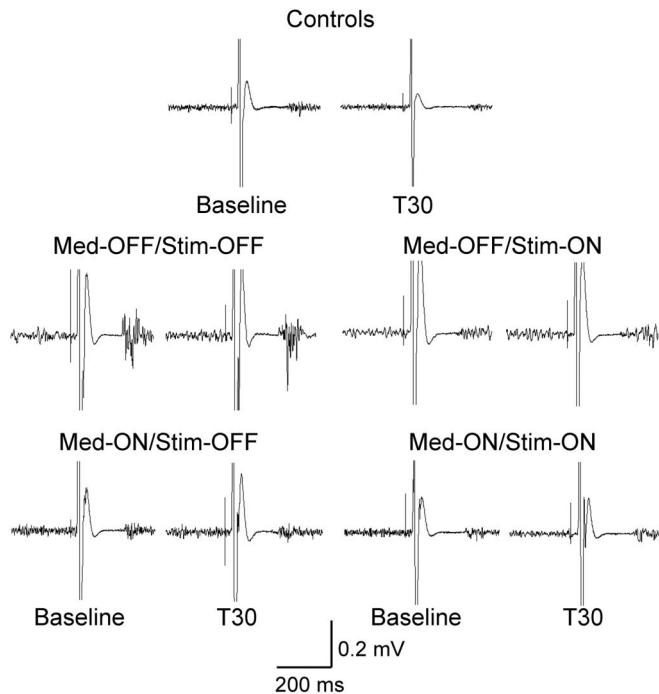 Controls
Baseline T30
Med-OFF/Stim-OFF Med-OFF/Stim-ON
Med-ON/Stim-OFF Med-ON/Stim-ON
Baseline T30 Baseline T30
0.2 mV
200 ms